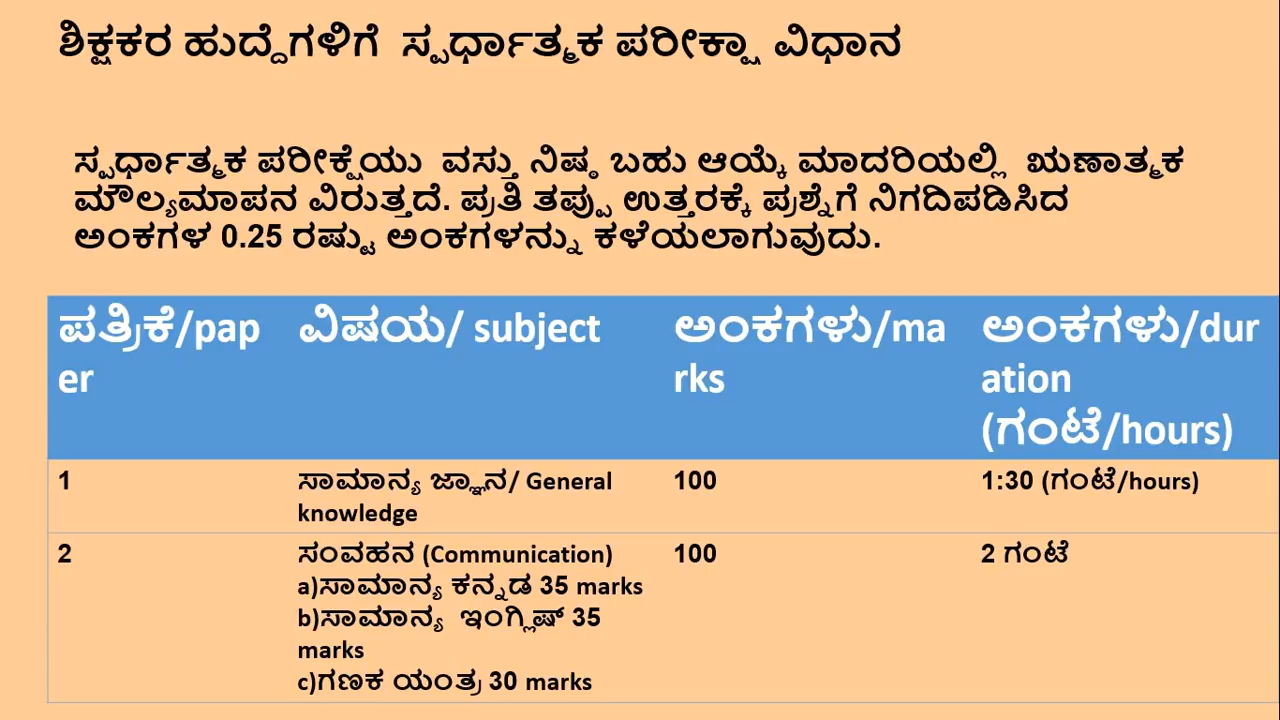 ಶಿಕ್ಷಕರ ಹುದ್ದೆಗಳಿಗೆ ಸ್ಪರ್ಧಾತ್ಮಕ ಪರೀಕ್ಷಾ ವಿಧಾನ
ಸ್ಪರ್ಧಾತ್ಮಕ ಪರೀಕ್ಷೆಯು ವಸ್ತು ನಿಷ್ಠ ಬಹು ಆಯ್ಕೆ ಮಾದರಿಯಲ್ಲಿ ಋಣಾತ್ಮಕ
ಮೌಲ್ಯಮಾಪನ ವಿರುತ್ತದೆ. ಪ್ರತಿ ತಪ್ಪು ಉತ್ತರಕ್ಕೆ ಪ್ರಶ್ನೆಗೆ ನಿಗದಿಪಡಿಸಿದ
ಅಂಕಗಳ 0.25 ರಷ್ಟು ಅಂಕಗಳನ್ನು ಕಳೆಯಲಾಗುವುದು.
ಪತ್ರಿಕೆ/pap
er
ವಿಷಯ/ subject
ಅಂಕಗಳು/ma
rks
ಅಂಕಗಳು/dur
ation
(ಗಂಟೆ/hours)
1
ಸಾಮಾನ್ಯ ಜ್ಞಾನ/ General
knowledge
100
1:30 (ಗಂಟೆ/hours)
2
ಸಂವಹನ (Communication)
a)ಸಾಮಾನ್ಯ ಕನ್ನಡ 35 marks
b)ಸಾಮಾನ್ಯ ಇಂಗ್ಲಿಷ್ 35
marks
c)ಗಣಕ ಯಂತ್ರ 30 marks
100
2 ಗಂಟೆ